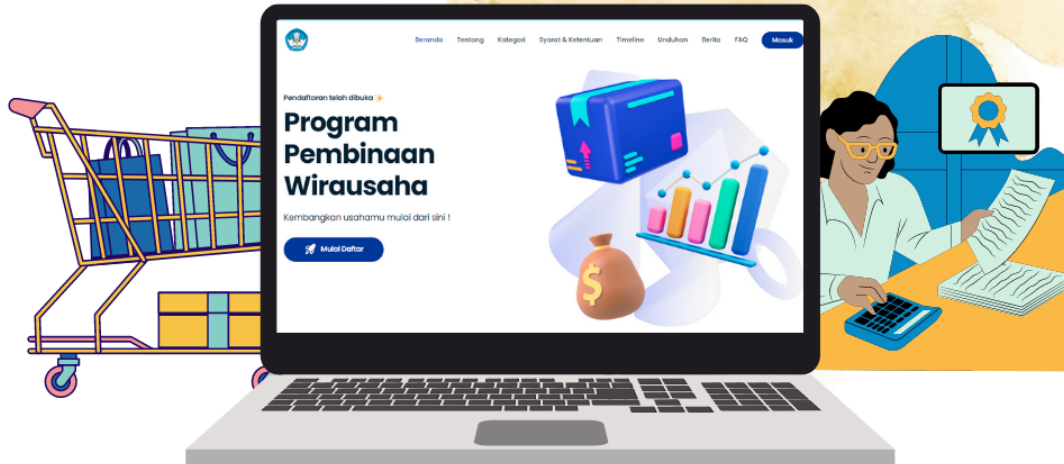 Beranda Tentang Kategori Syarat & Ketentuan Timeline Unduhan Berita FAQ Masuk
Pendaftaran telah dibuka ✨
Program
Pembinaan
Wirausaha
Kembangkan usahamu mulai dari sini !
Mulai Daftar
$